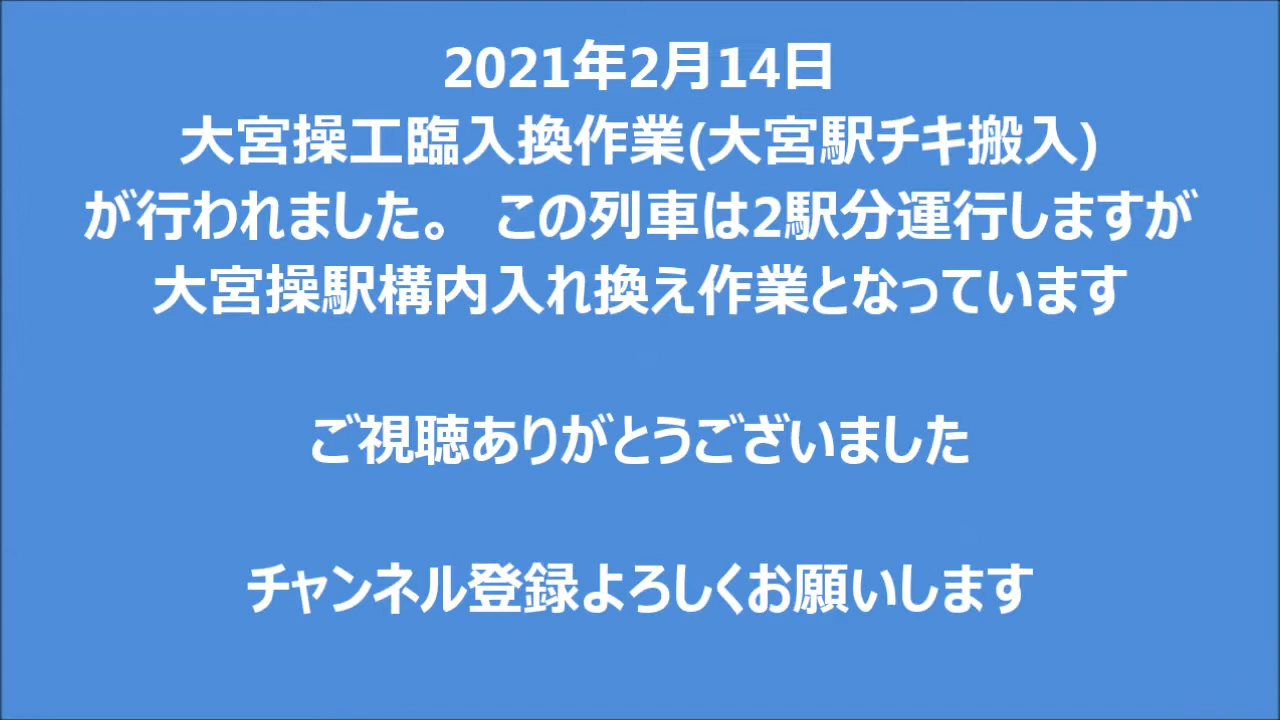 2021年2月14日
大宮操工臨入換作業(大宮駅チキ搬入)
が行われました。 この列車は2駅分運行しますが
大宮操駅構内入れ換え作業となっています
ご視聴ありがとうございました
チャンネル登録よろしくお願いします